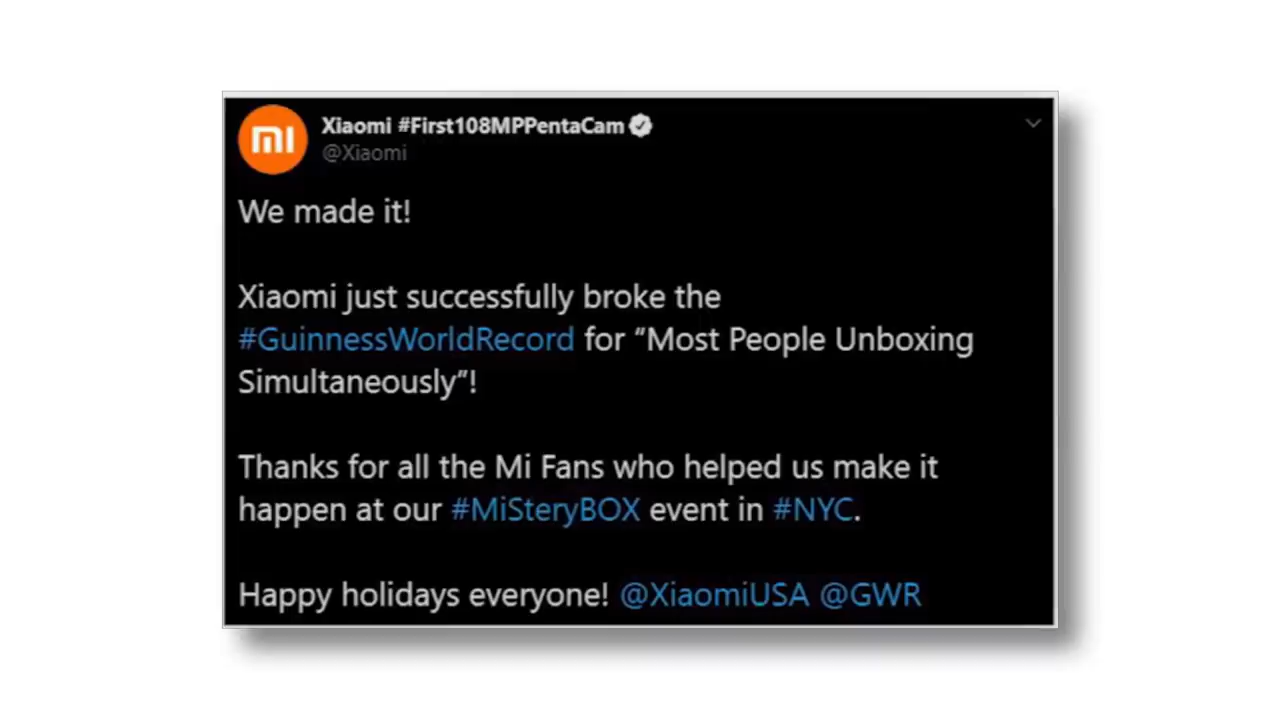 mi
Xiaomi #First108MPPentaCam
@Xiaomi
We made it!
Xiaomi just successfully broke the
#GuinnessWorldRecord for “Most People Unboxing
Simultaneously”!
Thanks for all the Mi Fans who helped us make it
happen at our #MiSteryBOX event in #NYC.
Happy holidays everyone! @XiaomiUSA @GWR